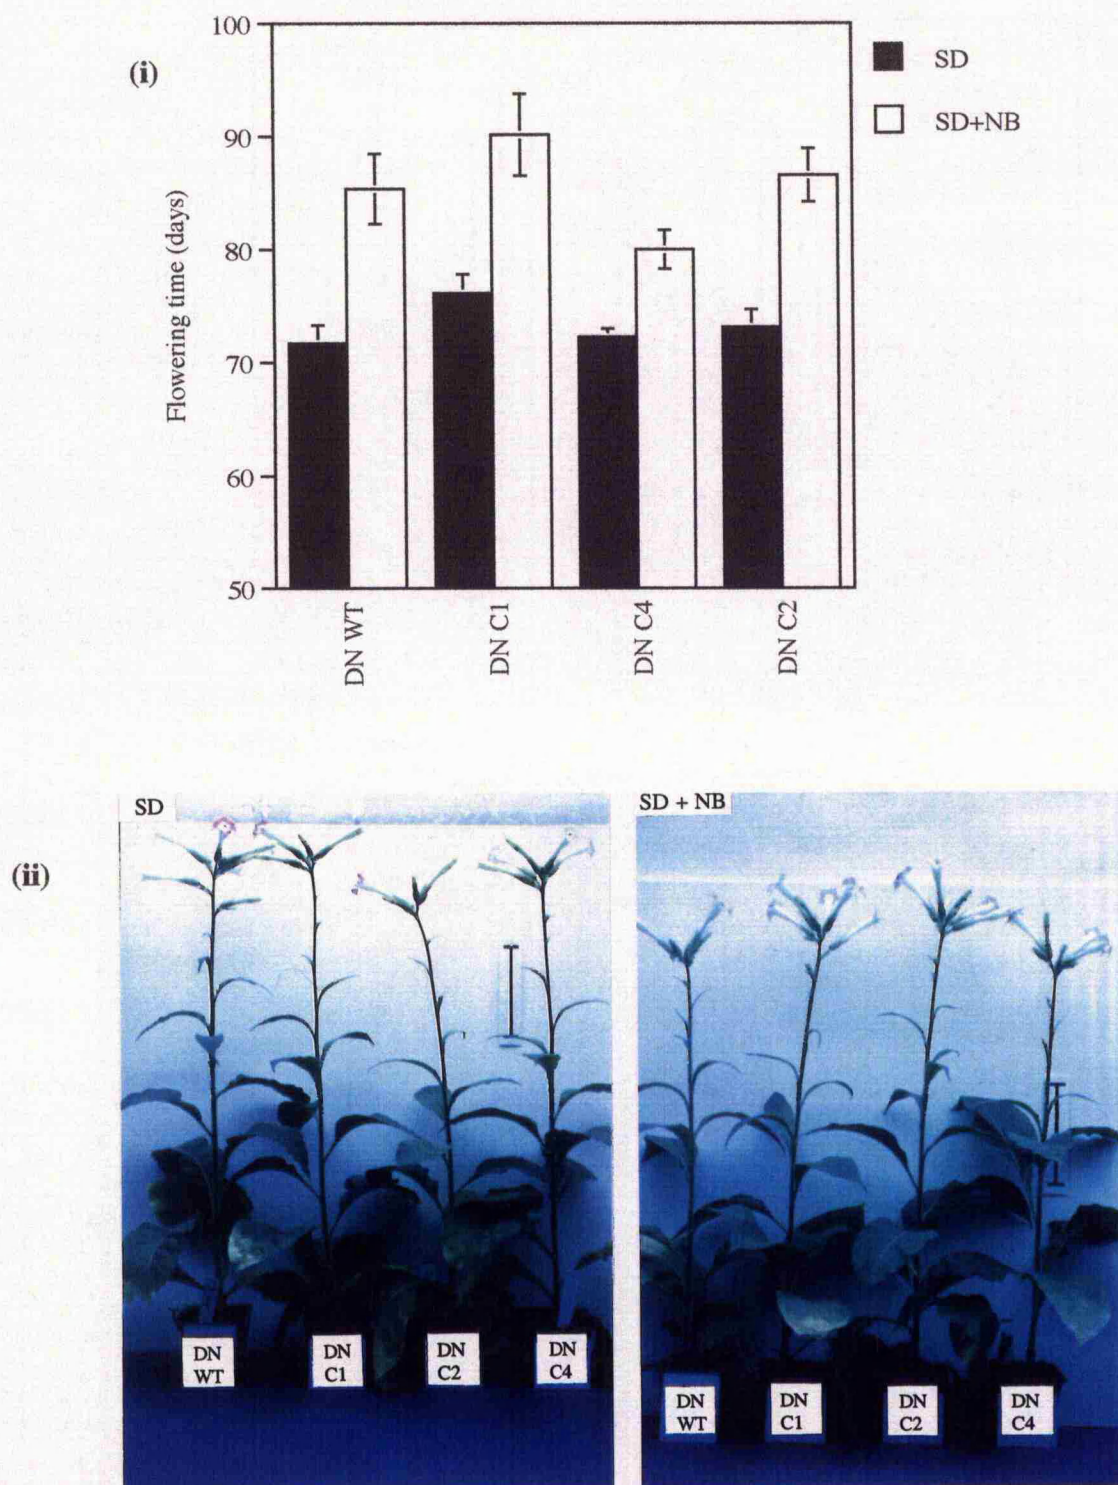 (i)
100
90
80
70
60
50
Flowering time (days)
SD
SD+NB
DN WT
DN C1
DN C4
DN C2
(ii)
SD
SD + NB
DN
WT
DN
C1
DN
C2
DN
C4
DN
WT
DN
C1
DN
C2
DN
C4